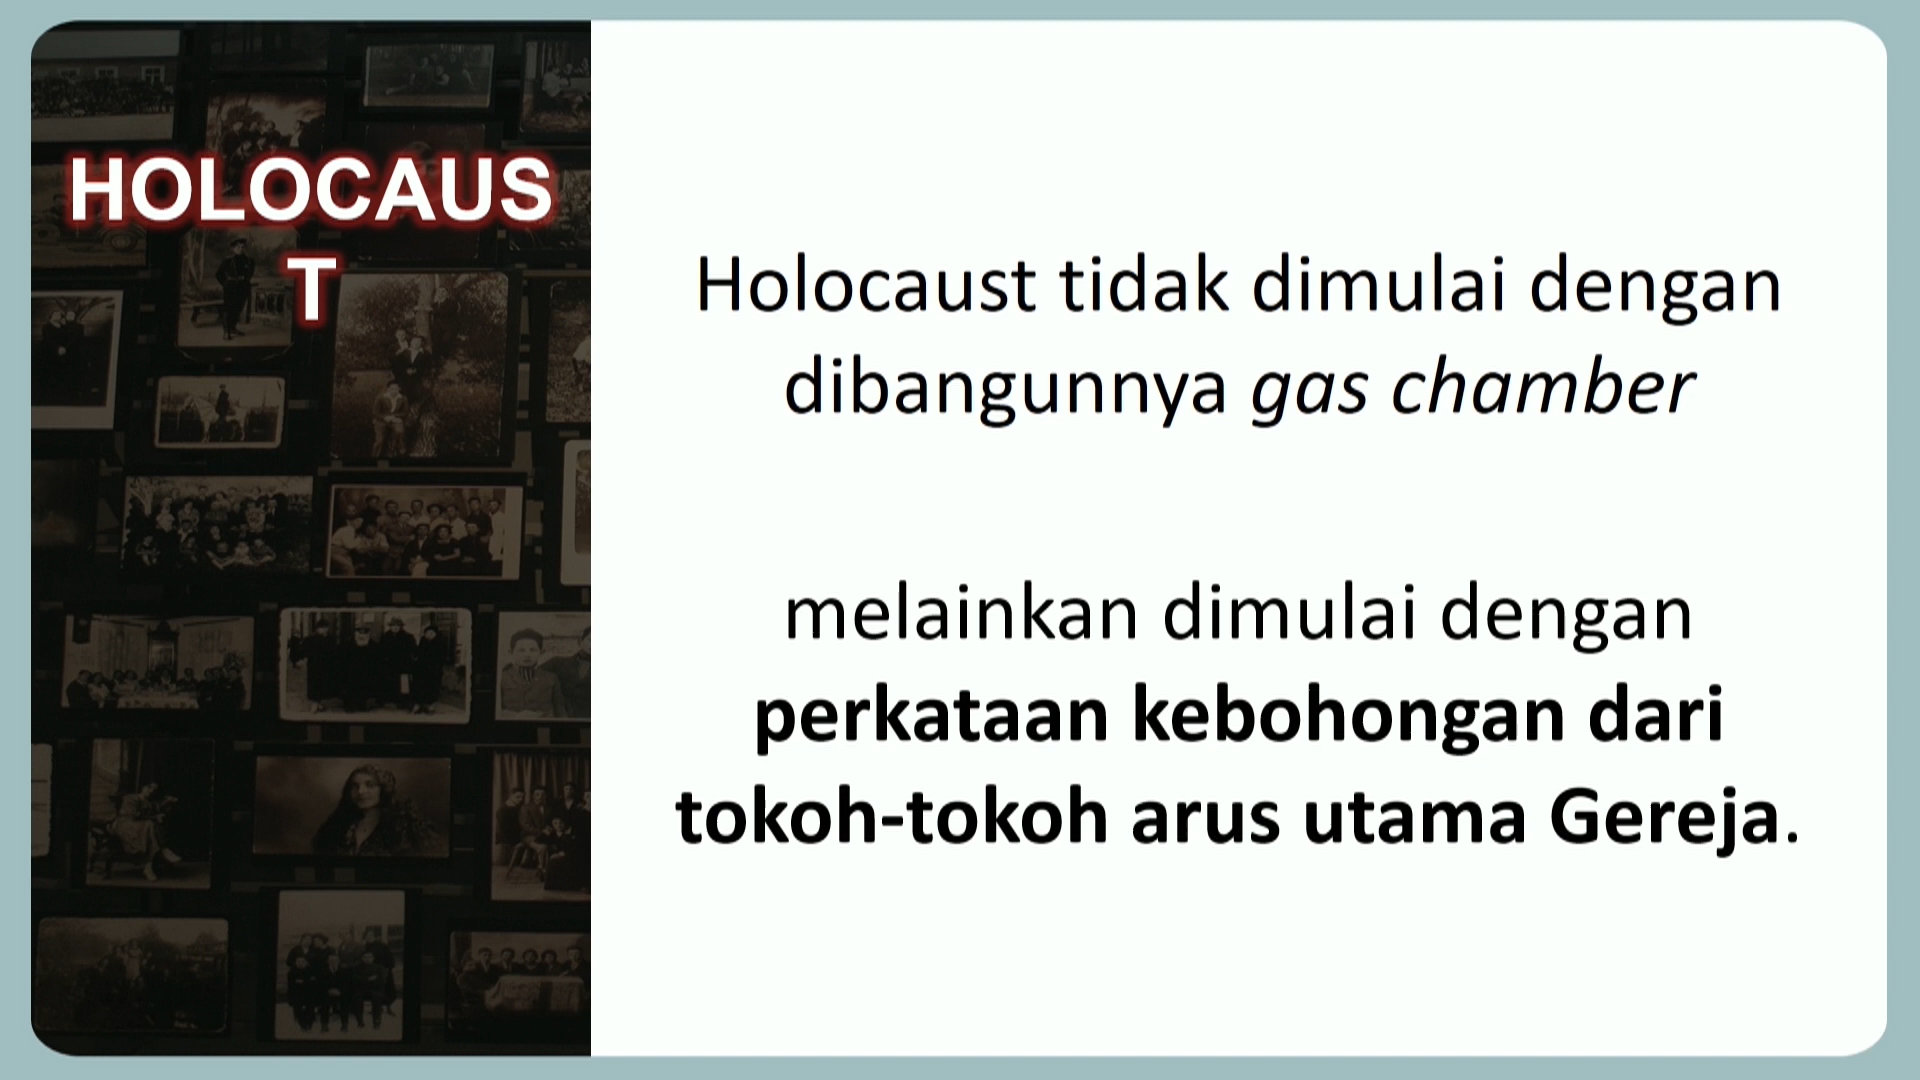 HOLOCAUS
T
Holocaust tidak dimulai dengan
dibangunnya gas chamber
melainkan dimulai dengan
perkataan kebohongan dari
tokoh-tokoh arus utama Gereja.